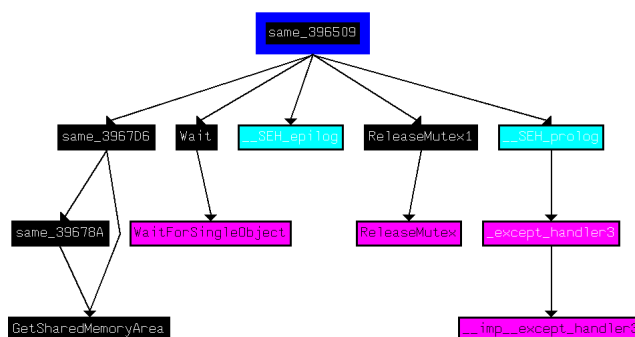 same_396509
same_3967D6
Wait
__SEH_epilog
ReleaseMutex1
__SEH_prolog
same_39678A
WaitForSingleObject
ReleaseMutex
_except_handler3
GetSharedMemoryArea
__imp__except_handler3